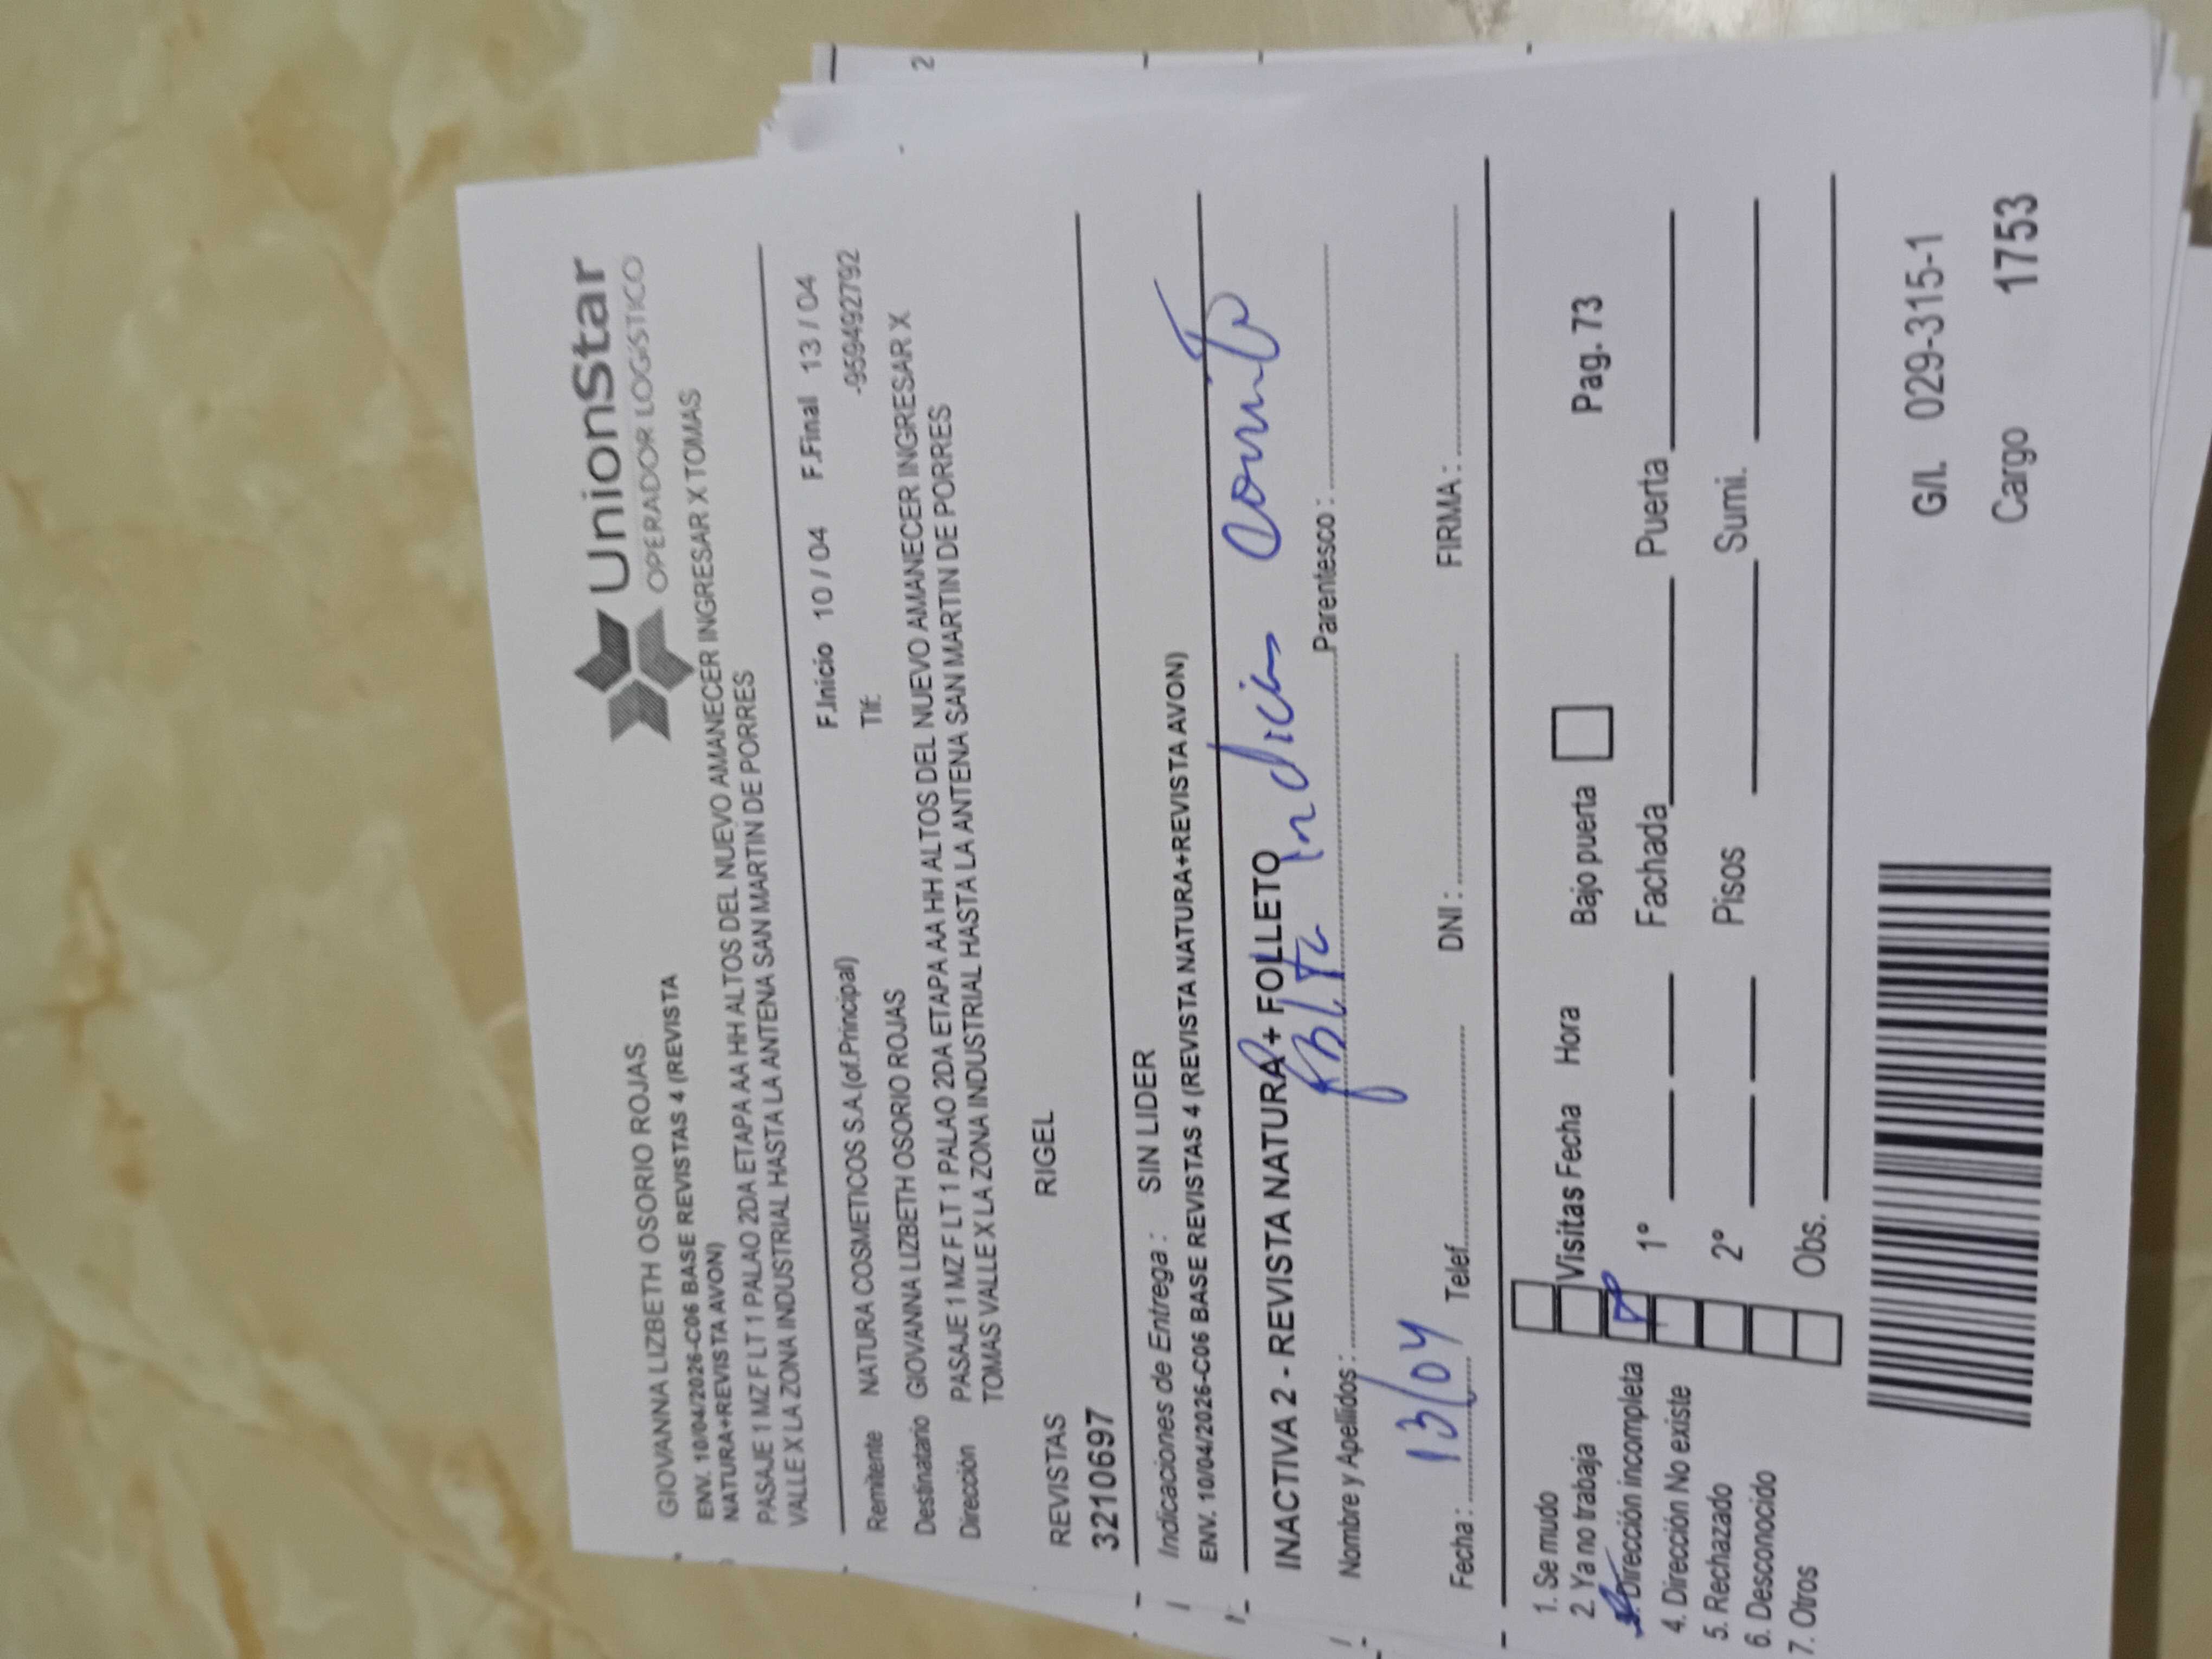 UnionStar
OPERADOR LOGÍSTICO
GIOVANNA LIZBETH OSORIO ROJAS
ENV. 10/04/2026-C06 BASE REVISTAS 4 (REVISTA
NATURA+REVISTA AVON)
PASAJE 1 MZ F LT 1 PALAO 2DA ETAPA AA HH ALTOS DEL NUEVO AMANECER INGRESAR X TOMAS
VALLE X LA ZONA INDUSTRIAL HASTA LA ANTENA SAN MARTIN DE PORRES
F.Inicio 10 / 04 F.Final 13 / 04
Remitente NATURA COSMETICOS S.A.(of.Principal) Tlf: -959492792
Destinatario GIOVANNA LIZBETH OSORIO ROJAS
Dirección PASAJE 1 MZ F LT 1 PALAO 2DA ETAPA AA HH ALTOS DEL NUEVO AMANECER INGRESAR X
TOMAS VALLE X LA ZONA INDUSTRIAL HASTA LA ANTENA SAN MARTIN DE PORRES
REVISTAS RIGEL
3210697
Indicaciones de Entrega : SIN LIDER
ENV. 10/04/2026-C06 BASE REVISTAS 4 (REVISTA NATURA+REVISTA AVON)
INACTIVA 2 - REVISTA NATURA + FOLLETO
Nombre y Apellidos : Parentesco :
Fecha : 13/04 Telef. DNI : FIRMA :
1. Se mudo
2. Ya no trabaja
3. Dirección incompleta
4. Dirección No existe
5. Rechazado
6. Desconocido
7. Otros
Visitas Fecha Hora Bajo puerta Pag. 73
1º Fachada Puerta
2º Pisos Sumi.
Obs.
G/L 029-315-1
Cargo 1753
2